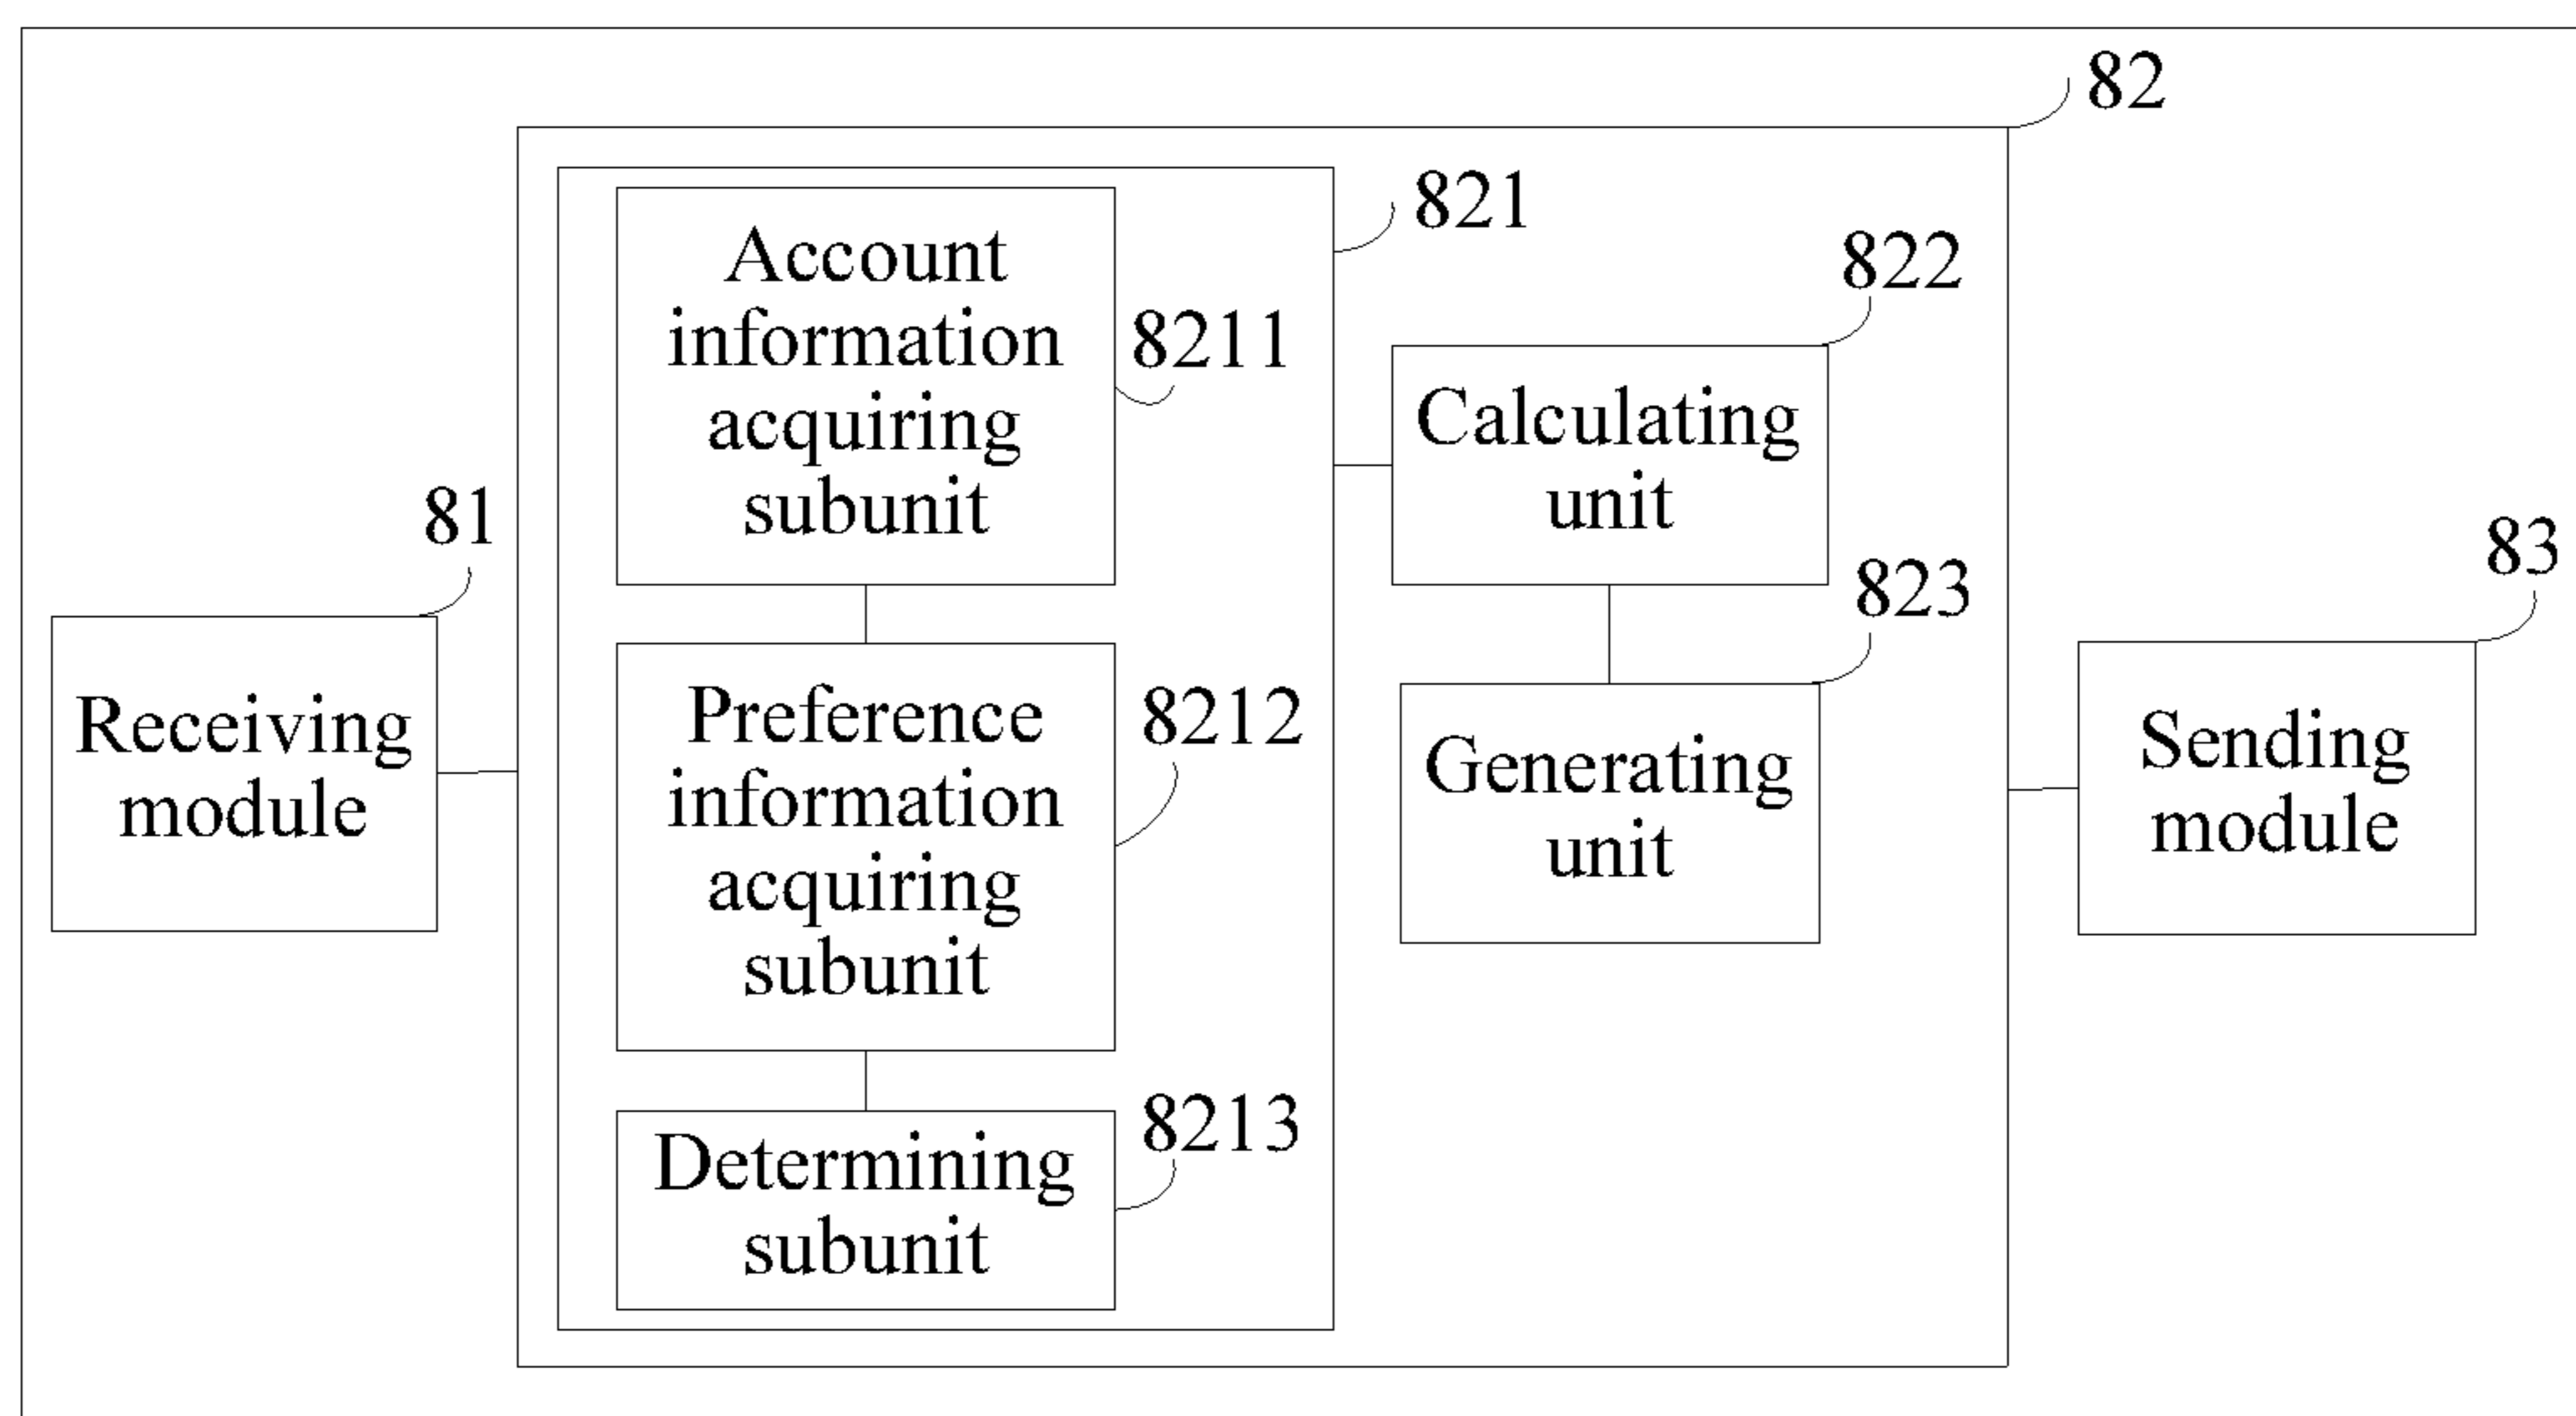 82
821
Account
information
acquiring
subunit
8211
822
Calculating
unit
81
Receiving
module
Preference
information
acquiring
subunit
8212
823
Generating
unit
83
Sending
module
Determining
subunit
8213